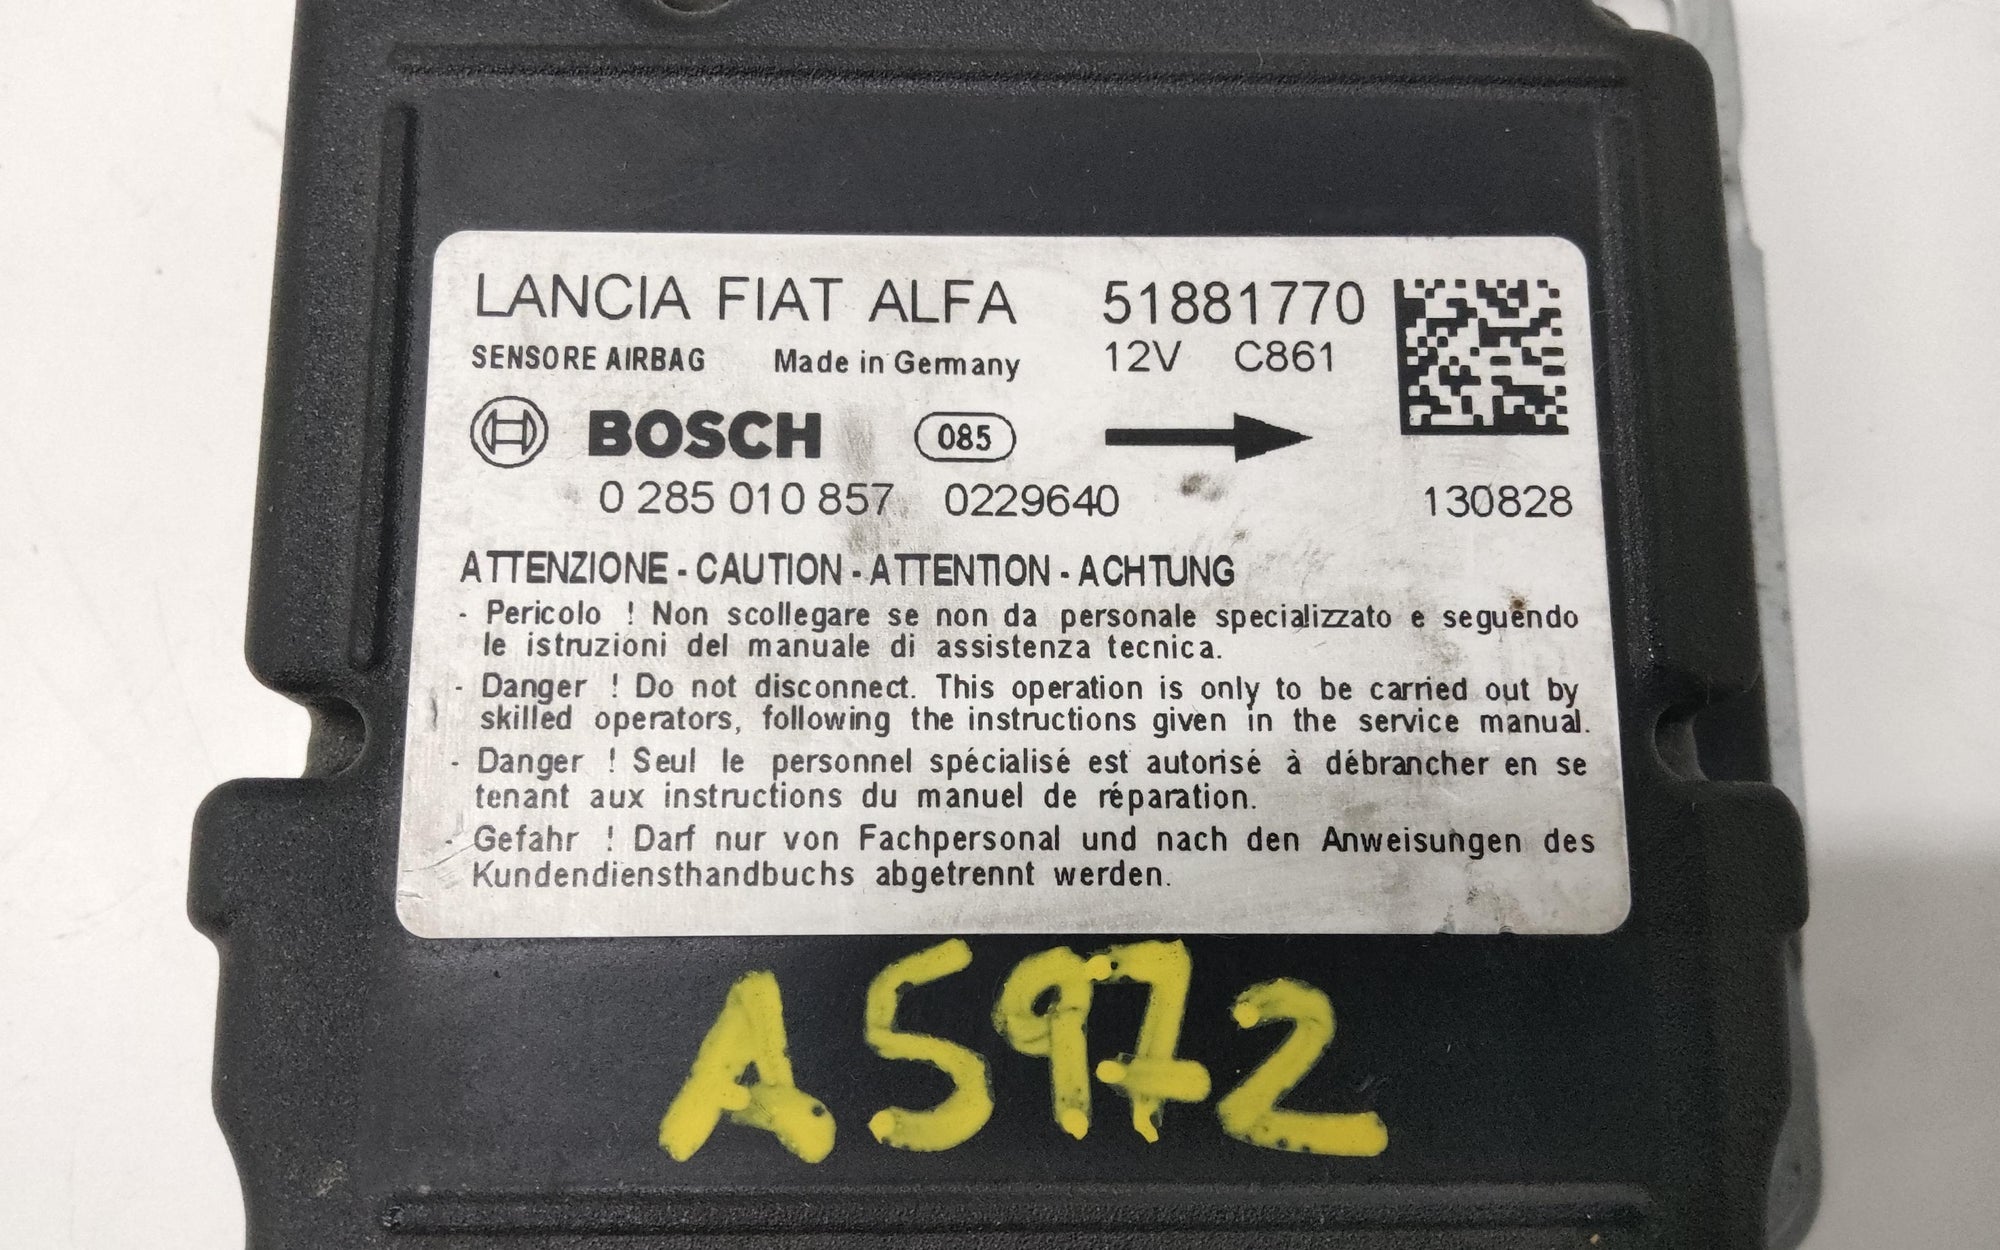 LANCIA FIAT ALFA 51881770
SENSORE AIRBAG Made in Germany 12V C861
BOSCH 085
0 285 010 857 0229640 130828
ATTENZIONE - CAUTION - ATTENTION - ACHTUNG
- Pericolo ! Non scollegare se non da personale specializzato e seguendo
le istruzioni del manuale di assistenza tecnica.
- Danger ! Do not disconnect. This operation is only to be carried out by
skilled operators, following the instructions given in the service manual.
- Danger ! Seul le personnel spécialisé est autorisé à débrancher en se
tenant aux instructions du manuel de réparation.
- Gefahr ! Darf nur von Fachpersonal und nach den Anweisungen des
Kundendiensthandbuchs abgetrennt werden.
A5972